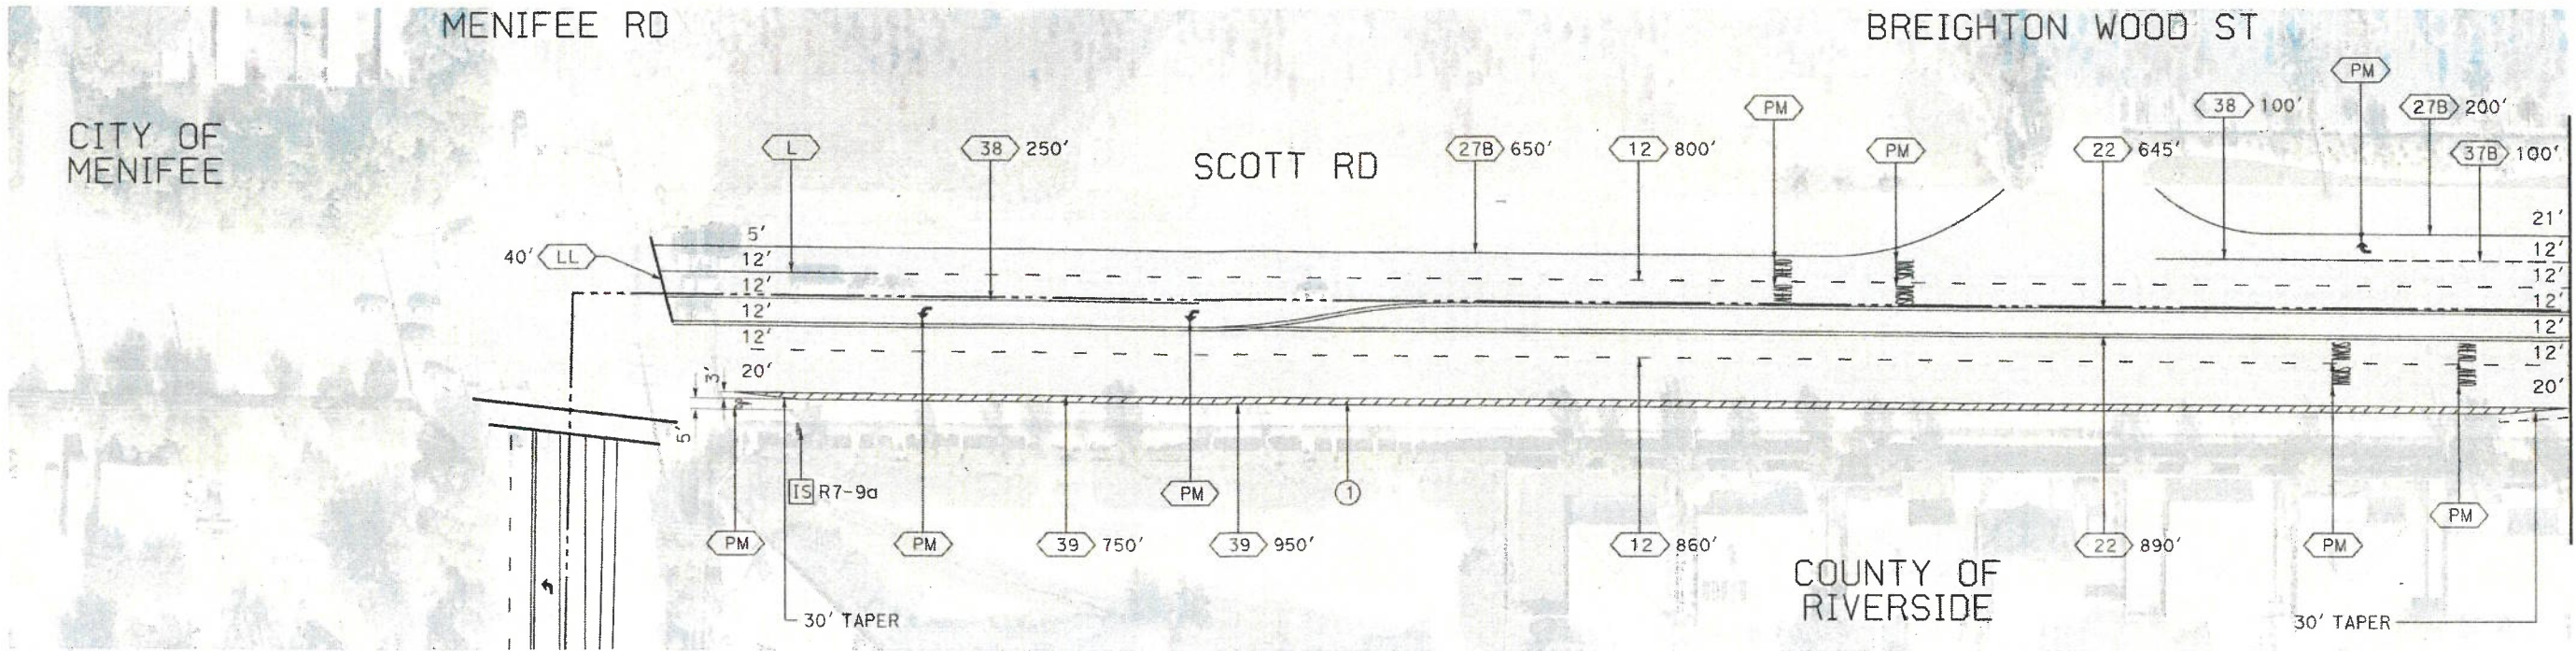 MENIFEE RD
BREIGHTON WOOD ST
CITY OF
MENIFEE
SCOTT RD
L
38 250'
27B 650'
12 800'
PM
PM
22 645'
38 100'
PM
27B 200'
37B 100'
40' LL
5'
12'
12'
12'
12'
20'
3'
5'
21'
12'
12'
12'
12'
12'
20'
AHEAD AHEAD
IS R7-9a
PM
PM
39 750'
PM
39 950'
1
12 860'
22 890'
PM
PM
30' TAPER
COUNTY OF
RIVERSIDE
30' TAPER